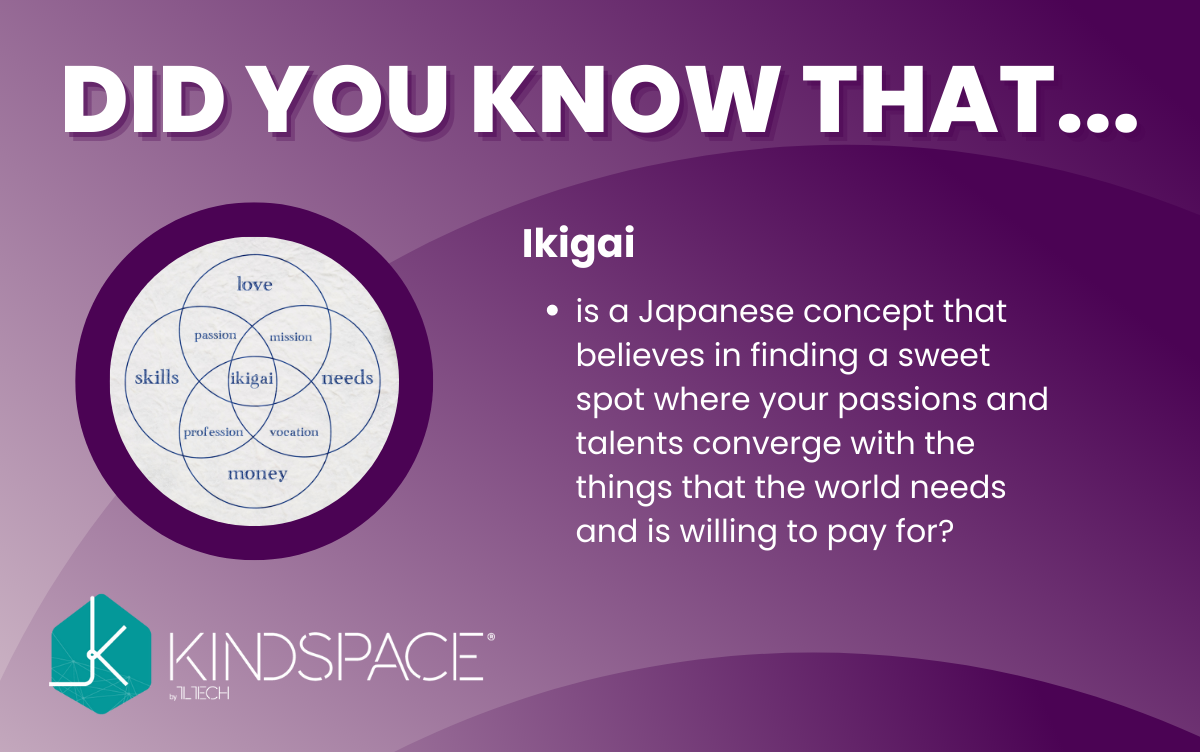 DID YOU KNOW THAT...
love
passion mission
skills ikigai needs
profession vocation
money
Ikigai
• is a Japanese concept that
believes in finding a sweet
spot where your passions and
talents converge with the
things that the world needs
and is willing to pay for?
KINDSPACE®
by 1LTECH